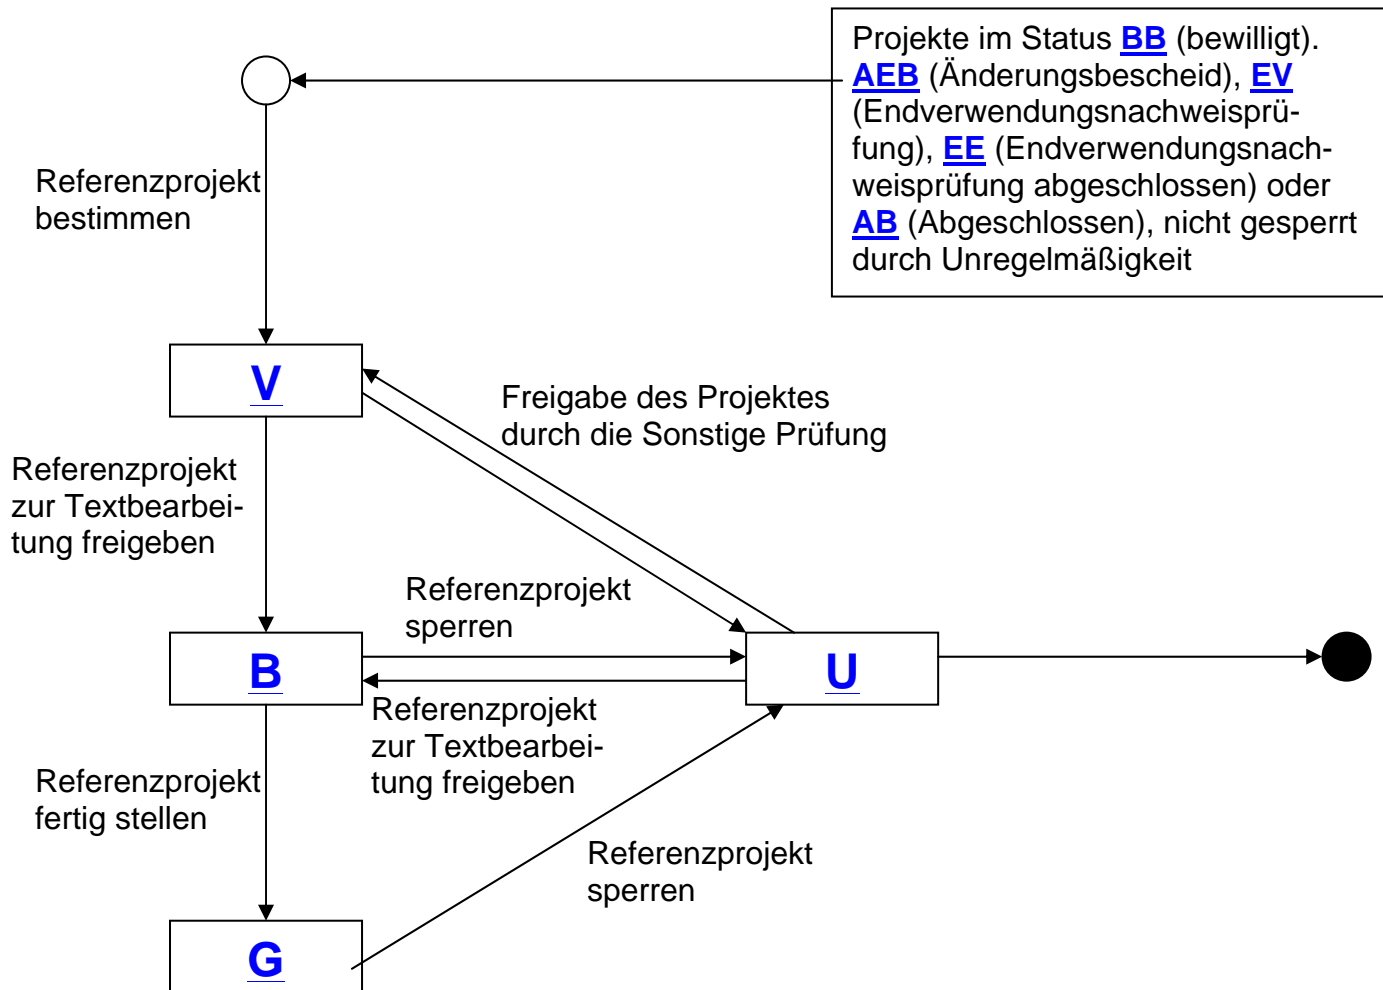 Projekte im Status BB (bewilligt).
AEB (Änderungsbescheid), EV
(Endverwendungsnachweisprü-
fung), EE (Endverwendungsnach-
weisprüfung abgeschlossen) oder
AB (Abgeschlossen), nicht gesperrt
durch Unregelmäßigkeit
Referenzprojekt
bestimmen
V
Freigabe des Projektes
durch die Sonstige Prüfung
Referenzprojekt
zur Textbearbei-
tung freigeben
Referenzprojekt
sperren
B
U
Referenzprojekt
zur Textbearbei-
tung freigeben
Referenzprojekt
fertig stellen
Referenzprojekt
sperren
G